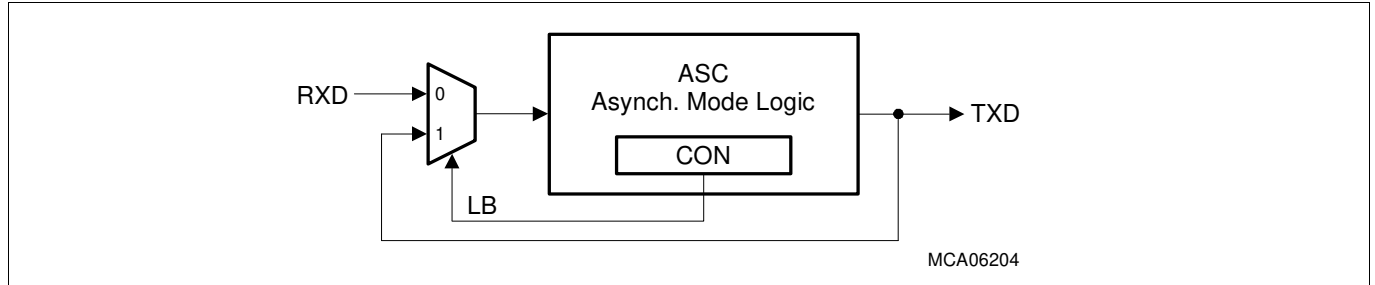 ASC
Asynch. Mode Logic
RXD
0
TXD
1
CON
LB
MCA06204